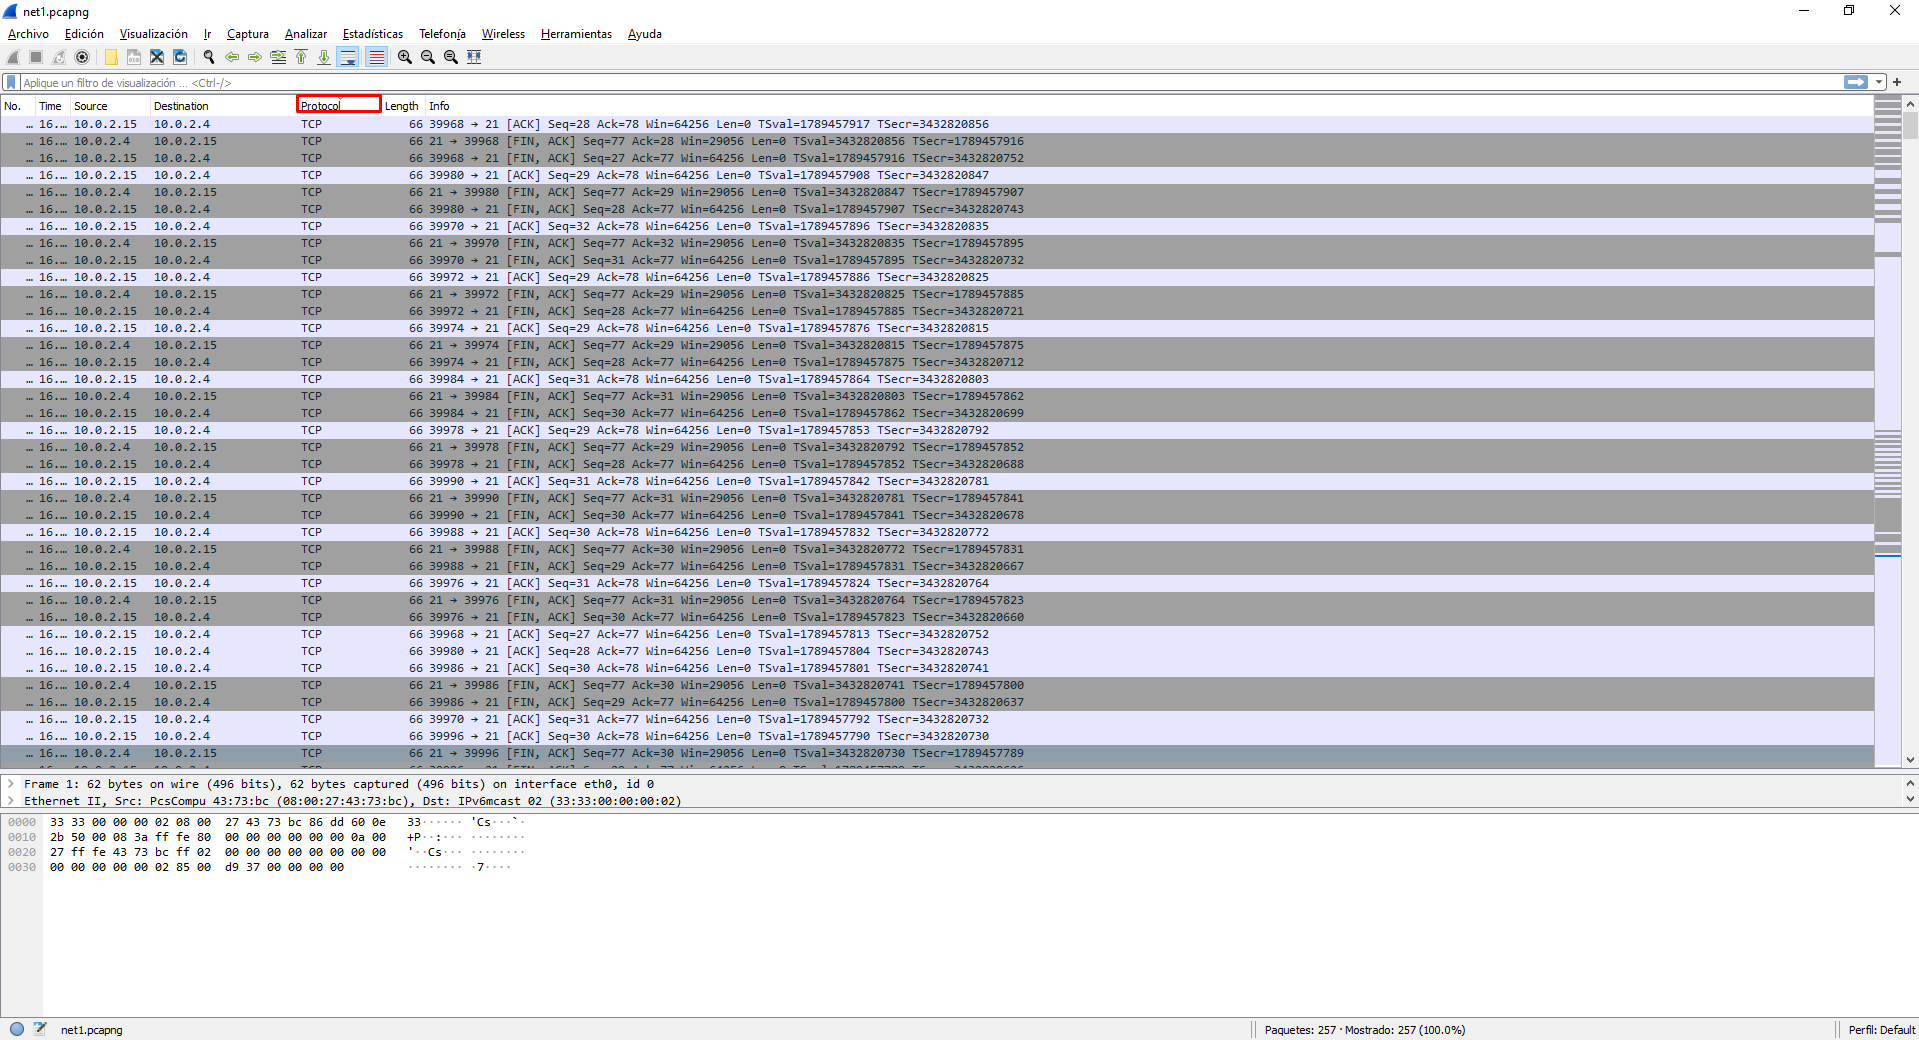 net1.pcapng
Archivo Edición Visualización Ir Captura Analizar Estadísticas Telefonía Wireless Herramientas Ayuda
Aplique un filtro de visualización … <Ctrl-/>
No. Time Source Destination Protocol Length Info
… 16.… 10.0.2.15 10.0.2.4 TCP 66 39968 → 21 [ACK] Seq=28 Ack=78 Win=64256 Len=0 TSval=1789457917 TSecr=3432820856
… 16.… 10.0.2.4 10.0.2.15 TCP 66 21 → 39968 [FIN, ACK] Seq=77 Ack=28 Win=29056 Len=0 TSval=3432820856 TSecr=1789457916
… 16.… 10.0.2.15 10.0.2.4 TCP 66 39968 → 21 [FIN, ACK] Seq=27 Ack=77 Win=64256 Len=0 TSval=1789457916 TSecr=3432820752
… 16.… 10.0.2.15 10.0.2.4 TCP 66 39980 → 21 [ACK] Seq=29 Ack=78 Win=64256 Len=0 TSval=1789457908 TSecr=3432820847
… 16.… 10.0.2.4 10.0.2.15 TCP 66 21 → 39980 [FIN, ACK] Seq=77 Ack=29 Win=29056 Len=0 TSval=3432820847 TSecr=1789457907
… 16.… 10.0.2.15 10.0.2.4 TCP 66 39980 → 21 [FIN, ACK] Seq=28 Ack=77 Win=64256 Len=0 TSval=1789457907 TSecr=3432820743
… 16.… 10.0.2.15 10.0.2.4 TCP 66 39970 → 21 [ACK] Seq=32 Ack=78 Win=64256 Len=0 TSval=1789457896 TSecr=3432820835
… 16.… 10.0.2.4 10.0.2.15 TCP 66 21 → 39970 [FIN, ACK] Seq=77 Ack=32 Win=29056 Len=0 TSval=3432820835 TSecr=1789457895
… 16.… 10.0.2.15 10.0.2.4 TCP 66 39970 → 21 [FIN, ACK] Seq=31 Ack=77 Win=64256 Len=0 TSval=1789457895 TSecr=3432820732
… 16.… 10.0.2.15 10.0.2.4 TCP 66 39972 → 21 [ACK] Seq=29 Ack=78 Win=64256 Len=0 TSval=1789457886 TSecr=3432820825
… 16.… 10.0.2.4 10.0.2.15 TCP 66 21 → 39972 [FIN, ACK] Seq=77 Ack=29 Win=29056 Len=0 TSval=3432820825 TSecr=1789457885
… 16.… 10.0.2.15 10.0.2.4 TCP 66 39972 → 21 [FIN, ACK] Seq=28 Ack=77 Win=64256 Len=0 TSval=1789457885 TSecr=3432820721
… 16.… 10.0.2.15 10.0.2.4 TCP 66 39974 → 21 [ACK] Seq=29 Ack=78 Win=64256 Len=0 TSval=1789457876 TSecr=3432820815
… 16.… 10.0.2.4 10.0.2.15 TCP 66 21 → 39974 [FIN, ACK] Seq=77 Ack=29 Win=29056 Len=0 TSval=3432820815 TSecr=1789457875
… 16.… 10.0.2.15 10.0.2.4 TCP 66 39974 → 21 [FIN, ACK] Seq=28 Ack=77 Win=64256 Len=0 TSval=1789457875 TSecr=3432820712
… 16.… 10.0.2.15 10.0.2.4 TCP 66 39984 → 21 [ACK] Seq=31 Ack=78 Win=64256 Len=0 TSval=1789457864 TSecr=3432820803
… 16.… 10.0.2.4 10.0.2.15 TCP 66 21 → 39984 [FIN, ACK] Seq=77 Ack=31 Win=29056 Len=0 TSval=3432820803 TSecr=1789457862
… 16.… 10.0.2.15 10.0.2.4 TCP 66 39984 → 21 [FIN, ACK] Seq=30 Ack=77 Win=64256 Len=0 TSval=1789457862 TSecr=3432820699
… 16.… 10.0.2.15 10.0.2.4 TCP 66 39978 → 21 [ACK] Seq=29 Ack=78 Win=64256 Len=0 TSval=1789457853 TSecr=3432820792
… 16.… 10.0.2.4 10.0.2.15 TCP 66 21 → 39978 [FIN, ACK] Seq=77 Ack=29 Win=29056 Len=0 TSval=3432820792 TSecr=1789457852
… 16.… 10.0.2.15 10.0.2.4 TCP 66 39978 → 21 [FIN, ACK] Seq=28 Ack=77 Win=64256 Len=0 TSval=1789457852 TSecr=3432820688
… 16.… 10.0.2.15 10.0.2.4 TCP 66 39990 → 21 [ACK] Seq=31 Ack=78 Win=64256 Len=0 TSval=1789457842 TSecr=3432820781
… 16.… 10.0.2.4 10.0.2.15 TCP 66 21 → 39990 [FIN, ACK] Seq=77 Ack=31 Win=29056 Len=0 TSval=3432820781 TSecr=1789457841
… 16.… 10.0.2.15 10.0.2.4 TCP 66 39990 → 21 [FIN, ACK] Seq=30 Ack=77 Win=64256 Len=0 TSval=1789457841 TSecr=3432820678
… 16.… 10.0.2.15 10.0.2.4 TCP 66 39988 → 21 [ACK] Seq=30 Ack=78 Win=64256 Len=0 TSval=1789457832 TSecr=3432820772
… 16.… 10.0.2.4 10.0.2.15 TCP 66 21 → 39988 [FIN, ACK] Seq=77 Ack=30 Win=29056 Len=0 TSval=3432820772 TSecr=1789457831
… 16.… 10.0.2.15 10.0.2.4 TCP 66 39988 → 21 [FIN, ACK] Seq=29 Ack=77 Win=64256 Len=0 TSval=1789457831 TSecr=3432820667
… 16.… 10.0.2.15 10.0.2.4 TCP 66 39976 → 21 [ACK] Seq=31 Ack=78 Win=64256 Len=0 TSval=1789457824 TSecr=3432820764
… 16.… 10.0.2.4 10.0.2.15 TCP 66 21 → 39976 [FIN, ACK] Seq=77 Ack=31 Win=29056 Len=0 TSval=3432820764 TSecr=1789457823
… 16.… 10.0.2.15 10.0.2.4 TCP 66 39976 → 21 [FIN, ACK] Seq=30 Ack=77 Win=64256 Len=0 TSval=1789457823 TSecr=3432820660
… 16.… 10.0.2.15 10.0.2.4 TCP 66 39968 → 21 [ACK] Seq=27 Ack=77 Win=64256 Len=0 TSval=1789457813 TSecr=3432820752
… 16.… 10.0.2.15 10.0.2.4 TCP 66 39980 → 21 [ACK] Seq=28 Ack=77 Win=64256 Len=0 TSval=1789457804 TSecr=3432820743
… 16.… 10.0.2.15 10.0.2.4 TCP 66 39986 → 21 [ACK] Seq=30 Ack=78 Win=64256 Len=0 TSval=1789457801 TSecr=3432820741
… 16.… 10.0.2.4 10.0.2.15 TCP 66 21 → 39986 [FIN, ACK] Seq=77 Ack=30 Win=29056 Len=0 TSval=3432820741 TSecr=1789457800
… 16.… 10.0.2.15 10.0.2.4 TCP 66 39986 → 21 [FIN, ACK] Seq=29 Ack=77 Win=64256 Len=0 TSval=1789457800 TSecr=3432820637
… 16.… 10.0.2.15 10.0.2.4 TCP 66 39970 → 21 [ACK] Seq=31 Ack=77 Win=64256 Len=0 TSval=1789457792 TSecr=3432820732
… 16.… 10.0.2.15 10.0.2.4 TCP 66 39996 → 21 [ACK] Seq=30 Ack=78 Win=64256 Len=0 TSval=1789457790 TSecr=3432820730
… 16.… 10.0.2.4 10.0.2.15 TCP 66 21 → 39996 [FIN, ACK] Seq=77 Ack=30 Win=29056 Len=0 TSval=3432820730 TSecr=1789457789
Frame 1: 62 bytes on wire (496 bits), 62 bytes captured (496 bits) on interface eth0, id 0
Ethernet II, Src: PcsCompu 43:73:bc (08:00:27:43:73:bc), Dst: IPv6mcast 02 (33:33:00:00:00:02)
0000 33 33 00 00 00 02 08 00 27 43 73 bc 86 dd 60 0e 33······ 'Cs···`·
0010 2b 50 00 08 3a ff fe 80 00 00 00 00 00 00 0a 00 +P··:··· ········
0020 27 ff fe 43 73 bc ff 02 00 00 00 00 00 00 00 00 '··Cs··· ········
0030 00 00 00 00 00 02 85 00 d9 37 00 00 00 00 ········ ·7····
net1.pcapng Paquetes: 257 · Mostrado: 257 (100.0%) Perfil: Default